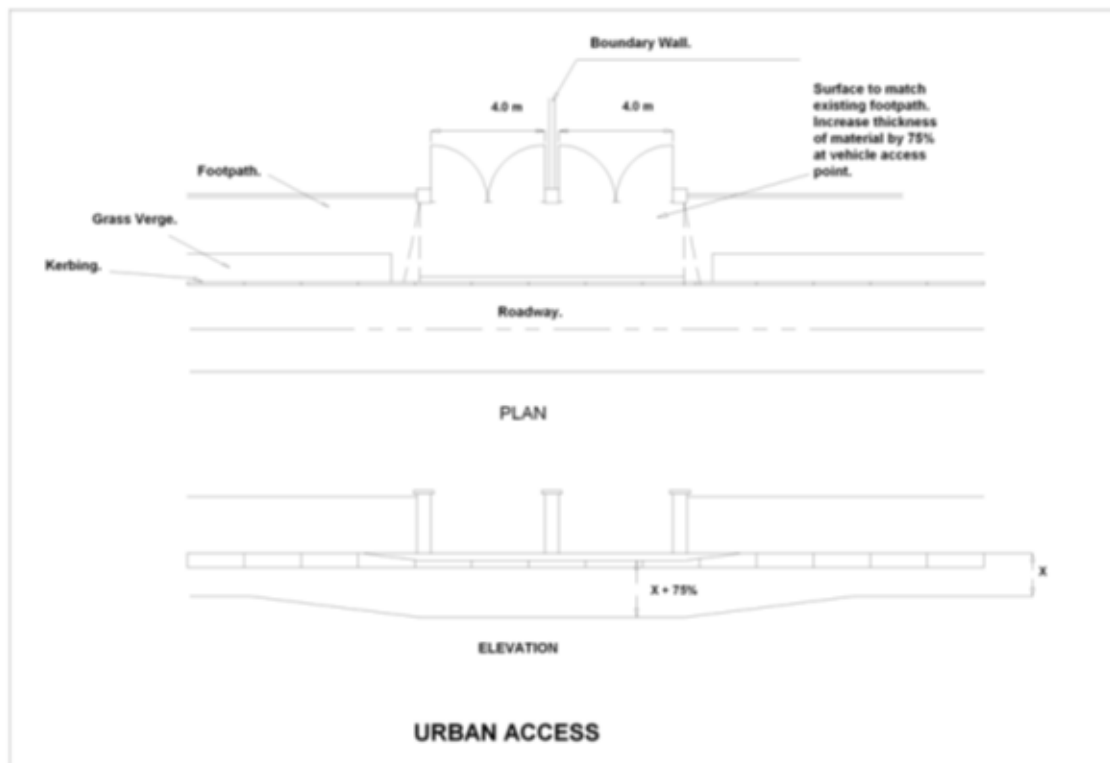 Boundary Wall.
4.0 m
4.0 m
Surface to match
existing footpath.
Increase thickness
of material by 75%
at vehicle access
point.
Footpath.
Grass Verge.
Kerbing.
Roadway.
PLAN
X
X + 75%
ELEVATION
URBAN ACCESS